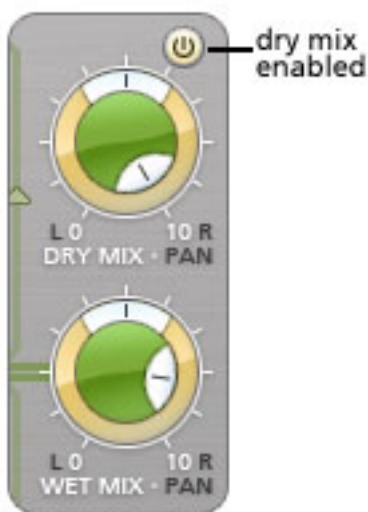 dry mix
enabled
L 0 10 R
DRY MIX • PAN
L 0 10 R
WET MIX • PAN